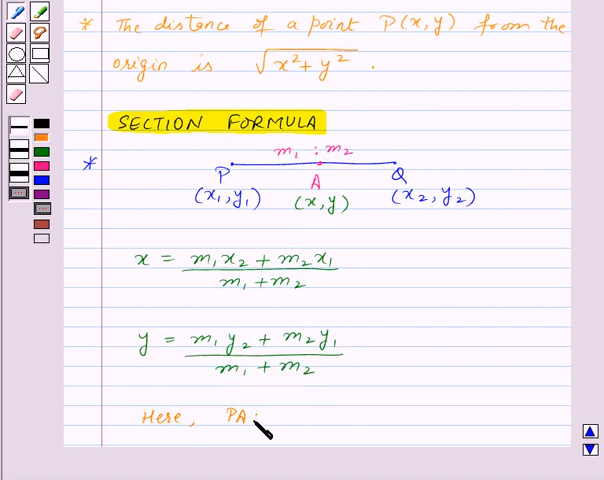 * The distance of a point P(x,y) from the
origin is √(x²+y²).
SECTION FORMULA
m₁ : m₂
* P A Q
(x₁,y₁) (x,y) (x₂,y₂)
x = (m₁x₂ + m₂x₁)/(m₁+m₂)
y = (m₁y₂ + m₂y₁)/(m₁ + m₂)
Here, PA: